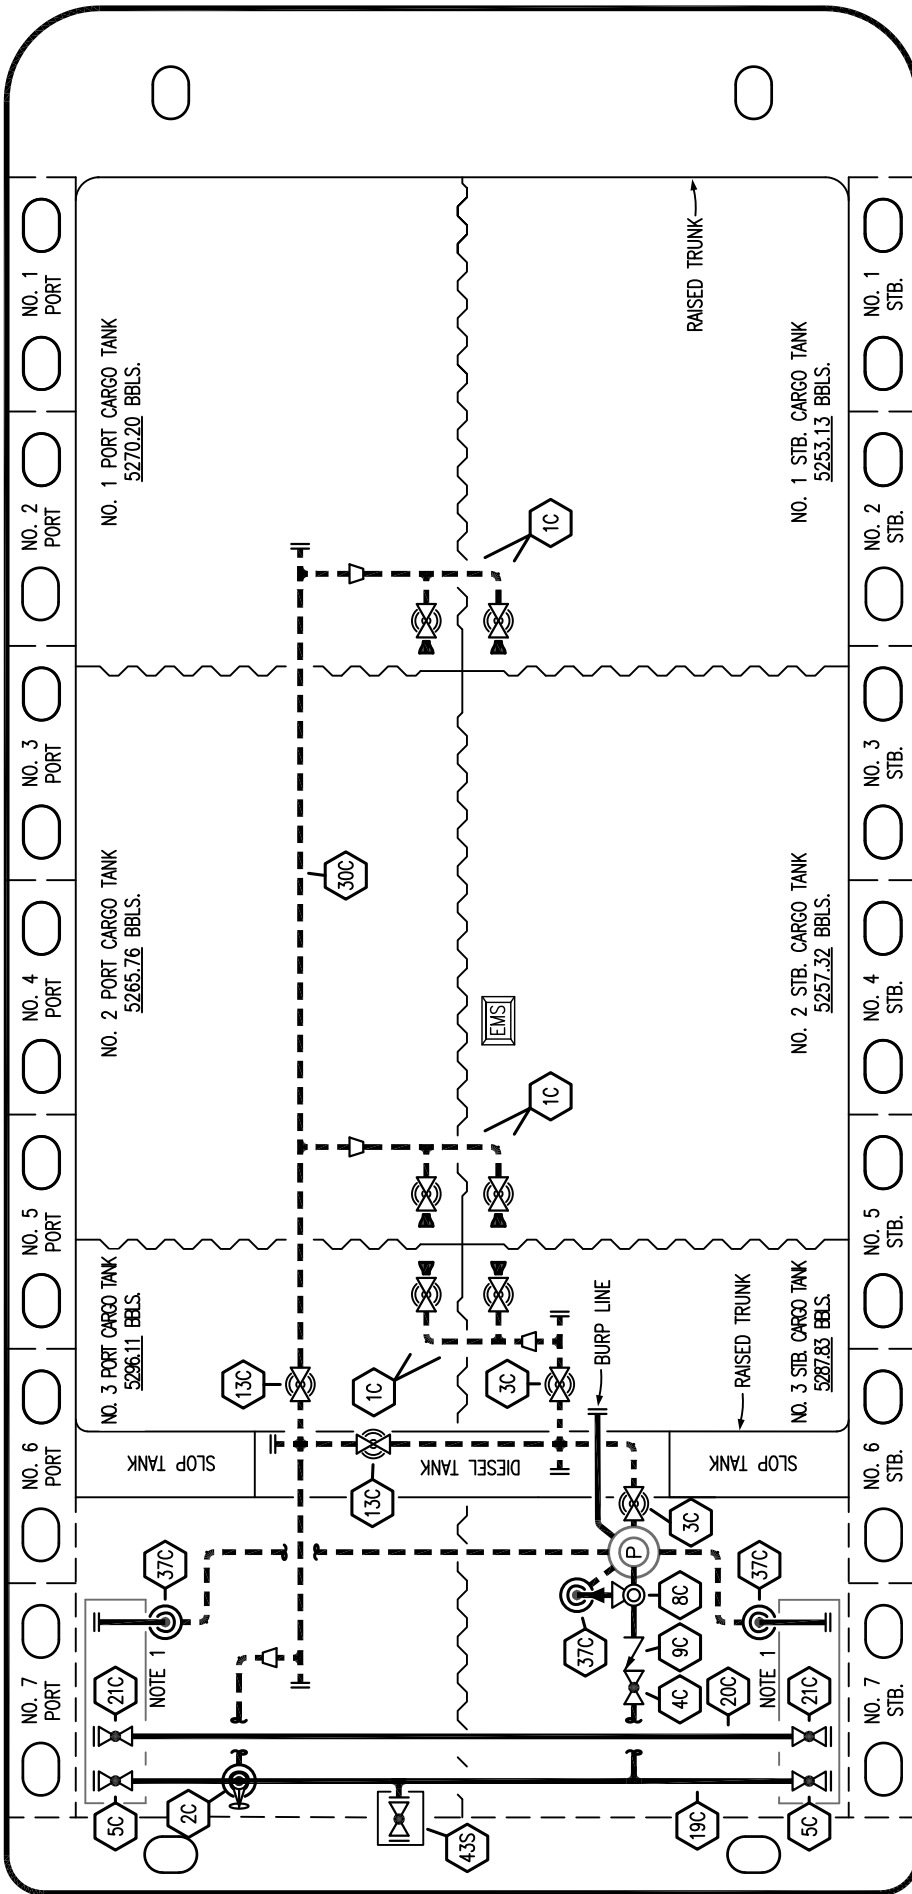 NO. 1
PORT
NO. 2
PORT
NO. 3
PORT
NO. 4
PORT
NO. 5
PORT
NO. 6
PORT
NO. 7
PORT
NO. 1 PORT CARGO TANK
5270.20 BBLS.
NO. 2 PORT CARGO TANK
5265.76 BBLS.
NO. 3 PORT CARGO TANK
5296.11 BBLS.
SLOP TANK
RAISED TRUNK
1C
30C
EMS
1C
13C
1C
3C
BURP LINE
RAISED TRUNK
13C
DIESEL TANK
3C
P
37C
37C
8C
9C
4C
20C
37C
NOTE 1
21C
5C
2C
43S
19C
NOTE 1
21C
5C
SLOP TANK
NO. 1 STB. CARGO TANK
5253.13 BBLS.
NO. 2 STB. CARGO TANK
5257.32 BBLS.
NO. 3 STB. CARGO TANK
5287.83 BBLS.
NO. 1
STB.
NO. 2
STB.
NO. 3
STB.
NO. 4
STB.
NO. 5
STB.
NO. 6
STB.
NO. 7
STB.